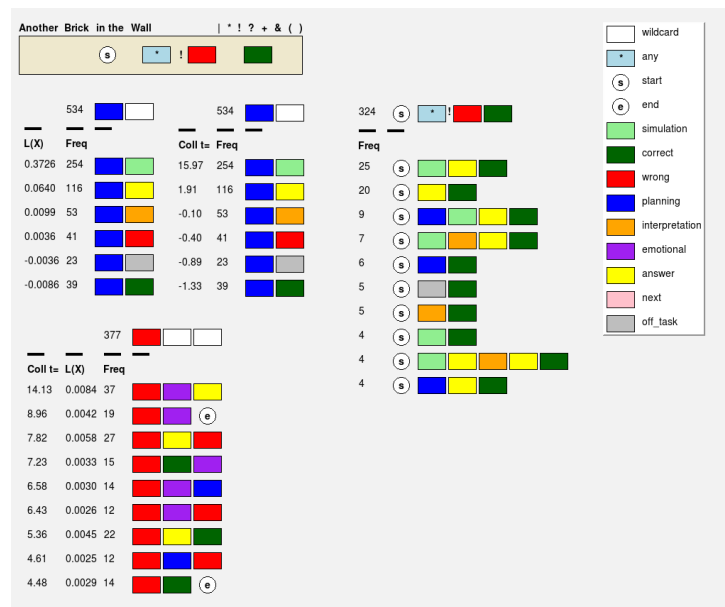 Another Brick in the Wall | * ! ? + & ( )
s * !
534
L(X) Freq
0.3726 254
0.0640 116
0.0099 53
0.0036 41
-0.0036 23
-0.0086 39
534
Coll t= Freq
15.97 254
1.91 116
-0.10 53
-0.40 41
-0.89 23
-1.33 39
377
Coll t= L(X) Freq
14.13 0.0084 37
8.96 0.0042 19 e
7.82 0.0058 27
7.23 0.0033 15
6.58 0.0030 14
6.43 0.0026 12
5.36 0.0045 22
4.61 0.0025 12
4.48 0.0029 14 e
324 s * !
Freq
25 s
20 s
9 s
7 s
6 s
5 s
5 s
4 s
4 s
4 s
wildcard
* any
s start
e end
simulation
correct
wrong
planning
interpretation
emotional
answer
next
off_task